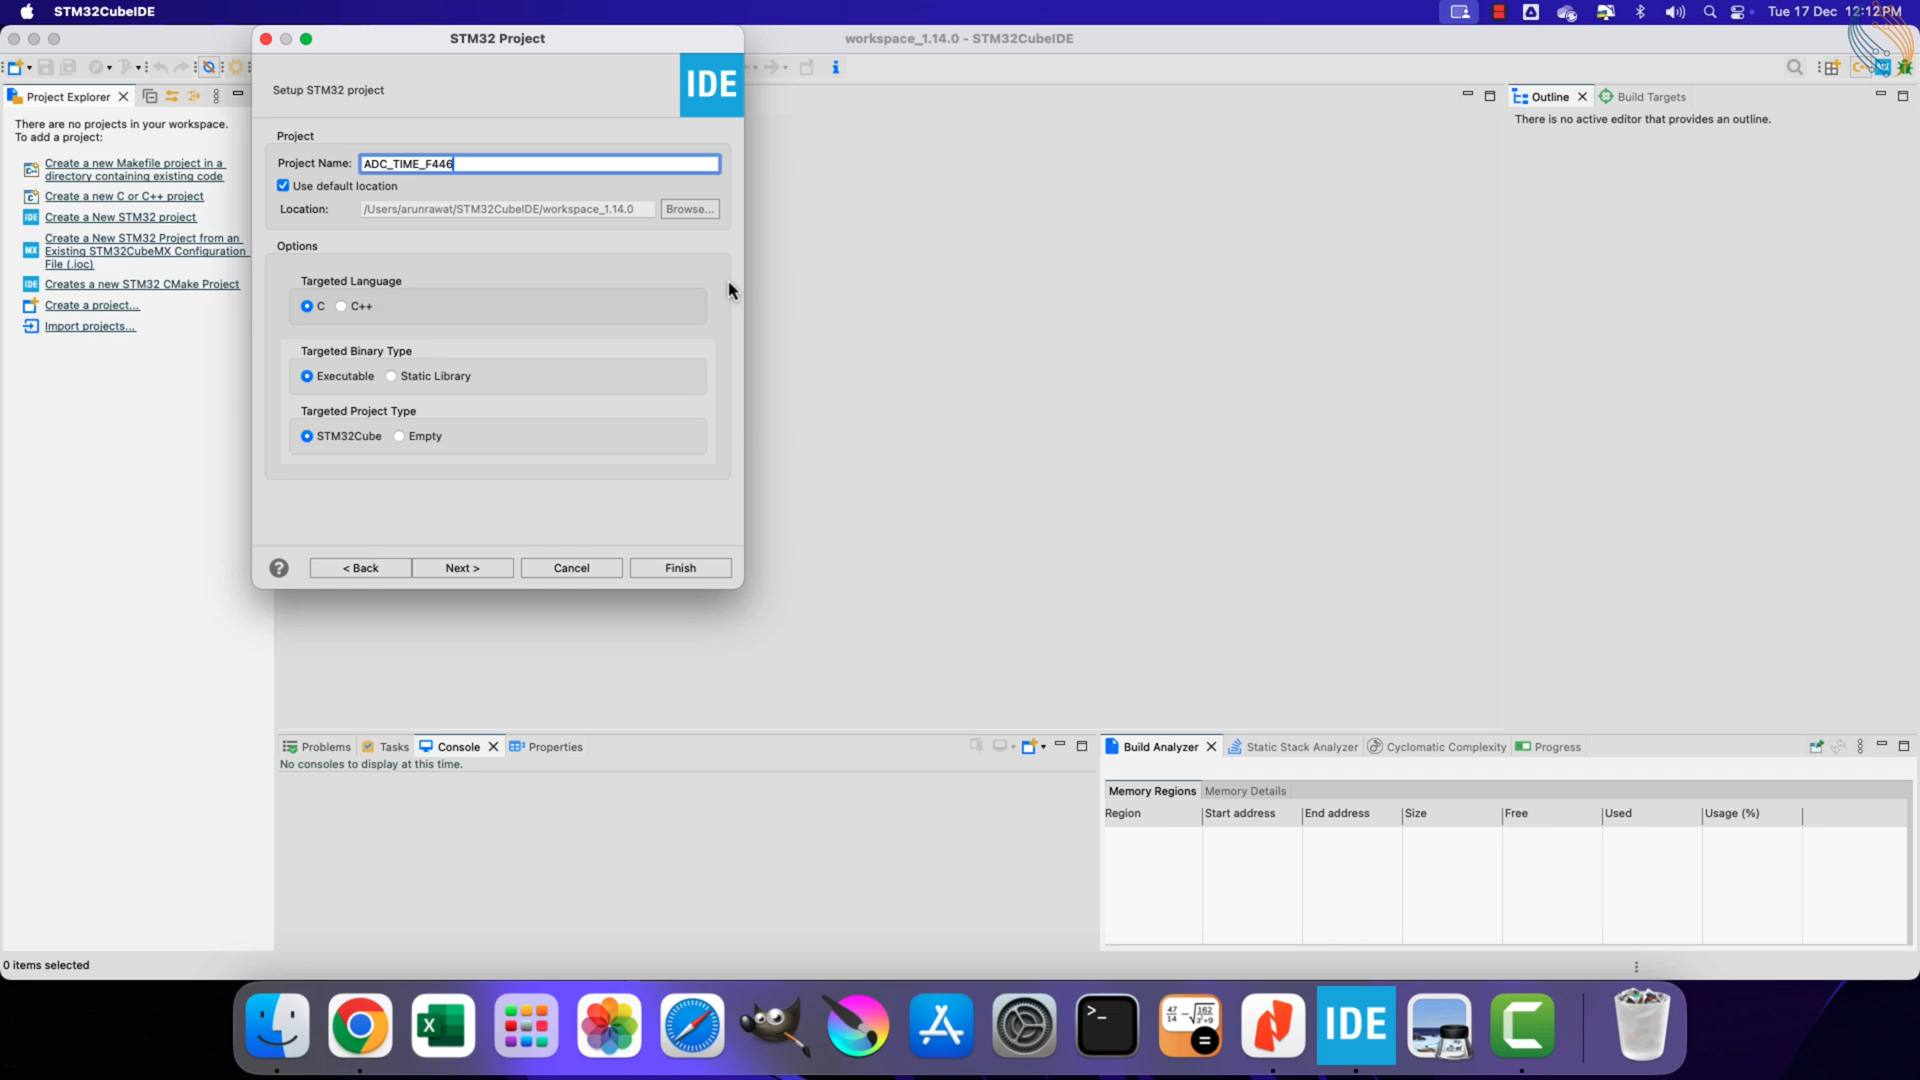 STM32CubeIDE
Tue 17 Dec 12:12PM
STM32 Project
workspace_1.14.0 - STM32CubeIDE
Project Explorer
There are no projects in your workspace.
To add a project:
Create a new Makefile project in a
directory containing existing code
Create a new C or C++ project
Create a New STM32 project
Create a New STM32 Project from an
Existing STM32CubeMX Configuration
File (.ioc)
Creates a new STM32 CMake Project
Create a project...
Import projects...
Setup STM32 project
IDE
Project
Project Name: ADC_TIME_F446
Use default location
Location: /Users/arunrawat/STM32CubeIDE/workspace_1.14.0 Browse...
Options
Targeted Language
C C++
Targeted Binary Type
Executable Static Library
Targeted Project Type
STM32Cube Empty
? < Back Next > Cancel Finish
Outline Build Targets
There is no active editor that provides an outline.
Problems Tasks Console Properties
No consoles to display at this time.
Build Analyzer Static Stack Analyzer Cyclomatic Complexity Progress
Memory Regions Memory Details
Region Start address End address Size Free Used Usage (%)
0 items selected
IDE